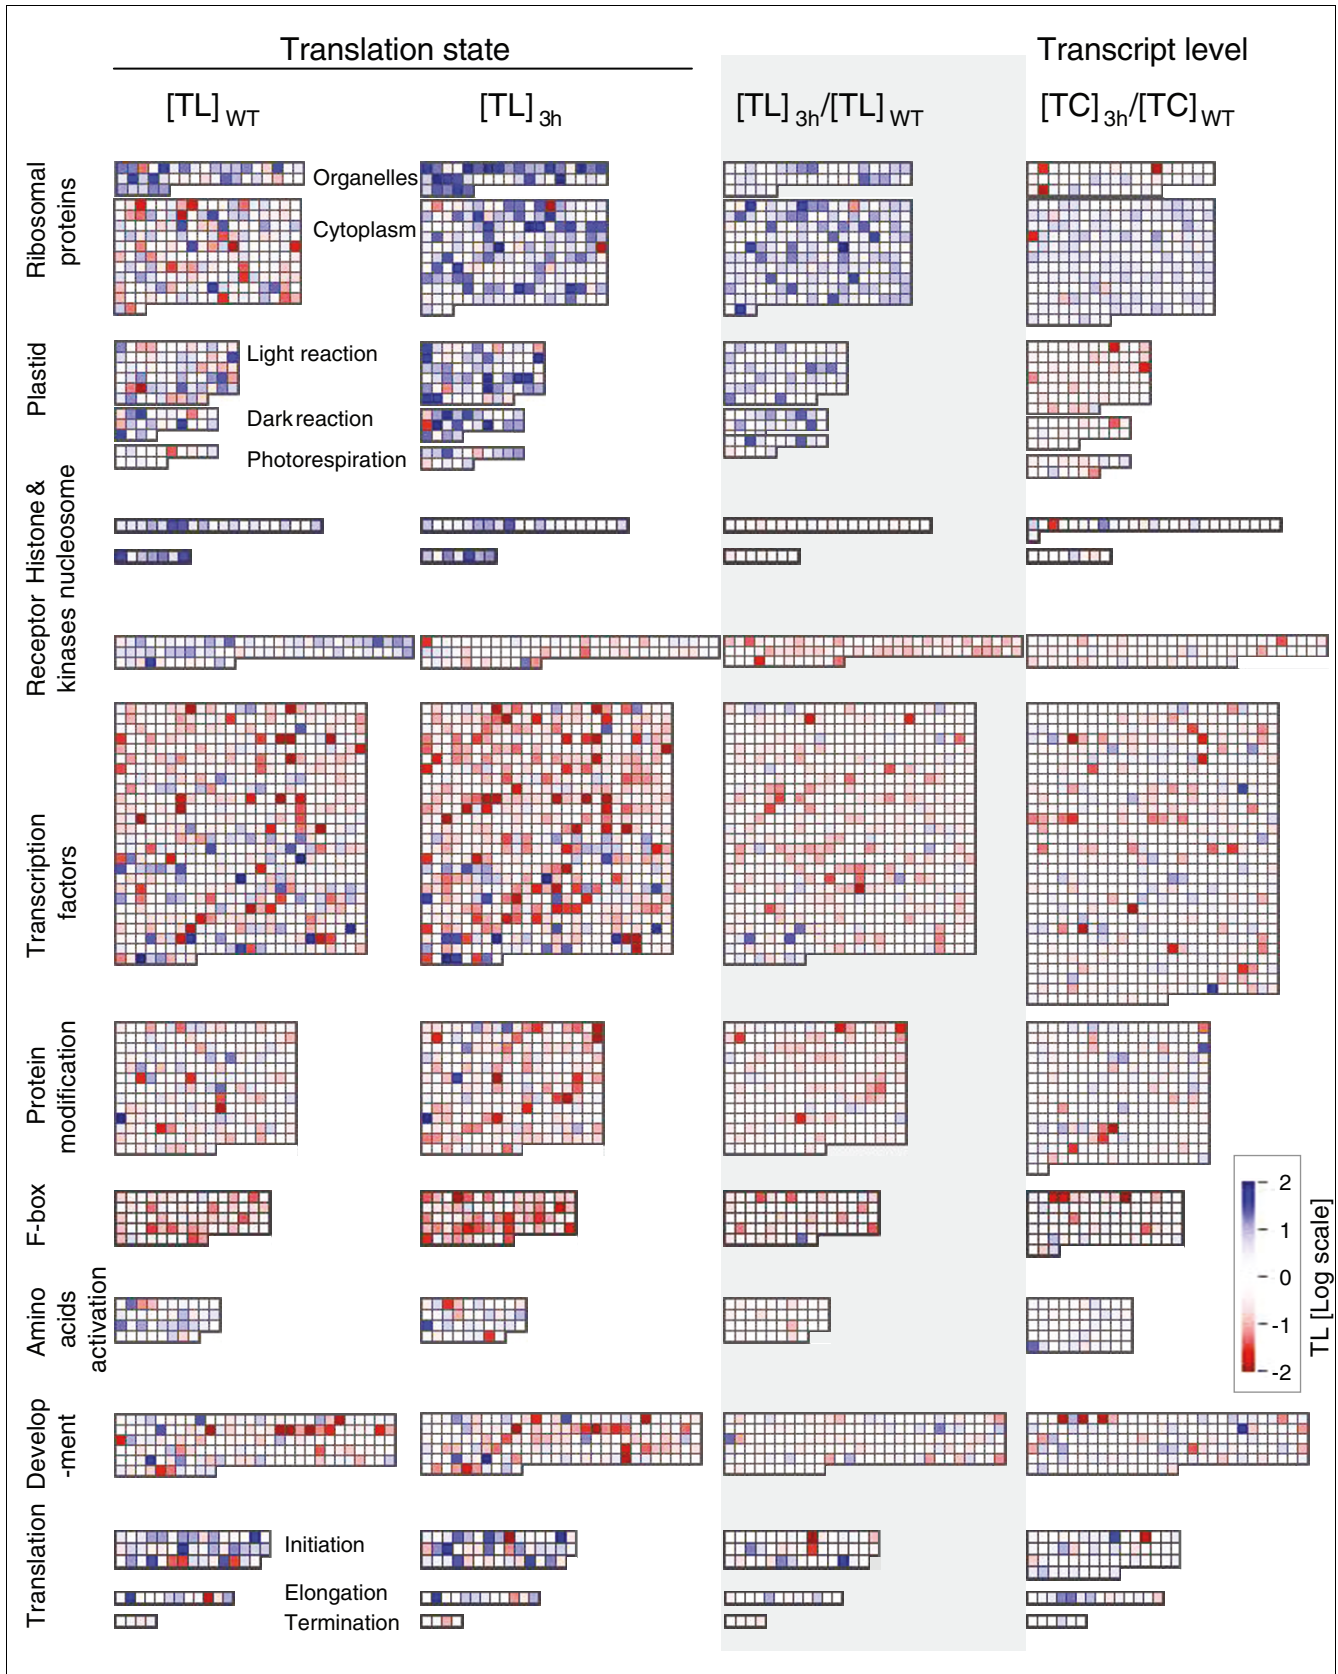 Translation state
Transcript level
[TL] WT
[TL] 3h
[TL] 3h/[TL] WT
[TC] 3h/[TC] WT
Ribosomal
proteins
Organelles
Cytoplasm
Plastid
Light reaction
Dark reaction
Photorespiration
Histone &
nucleosome
Receptor
kinases
Transcription
factors
Protein
modification
F-box
Amino
acids
activation
Develop
-ment
Translation
Initiation
Elongation
Termination
2
1
0
-1
-2
TL [Log scale]